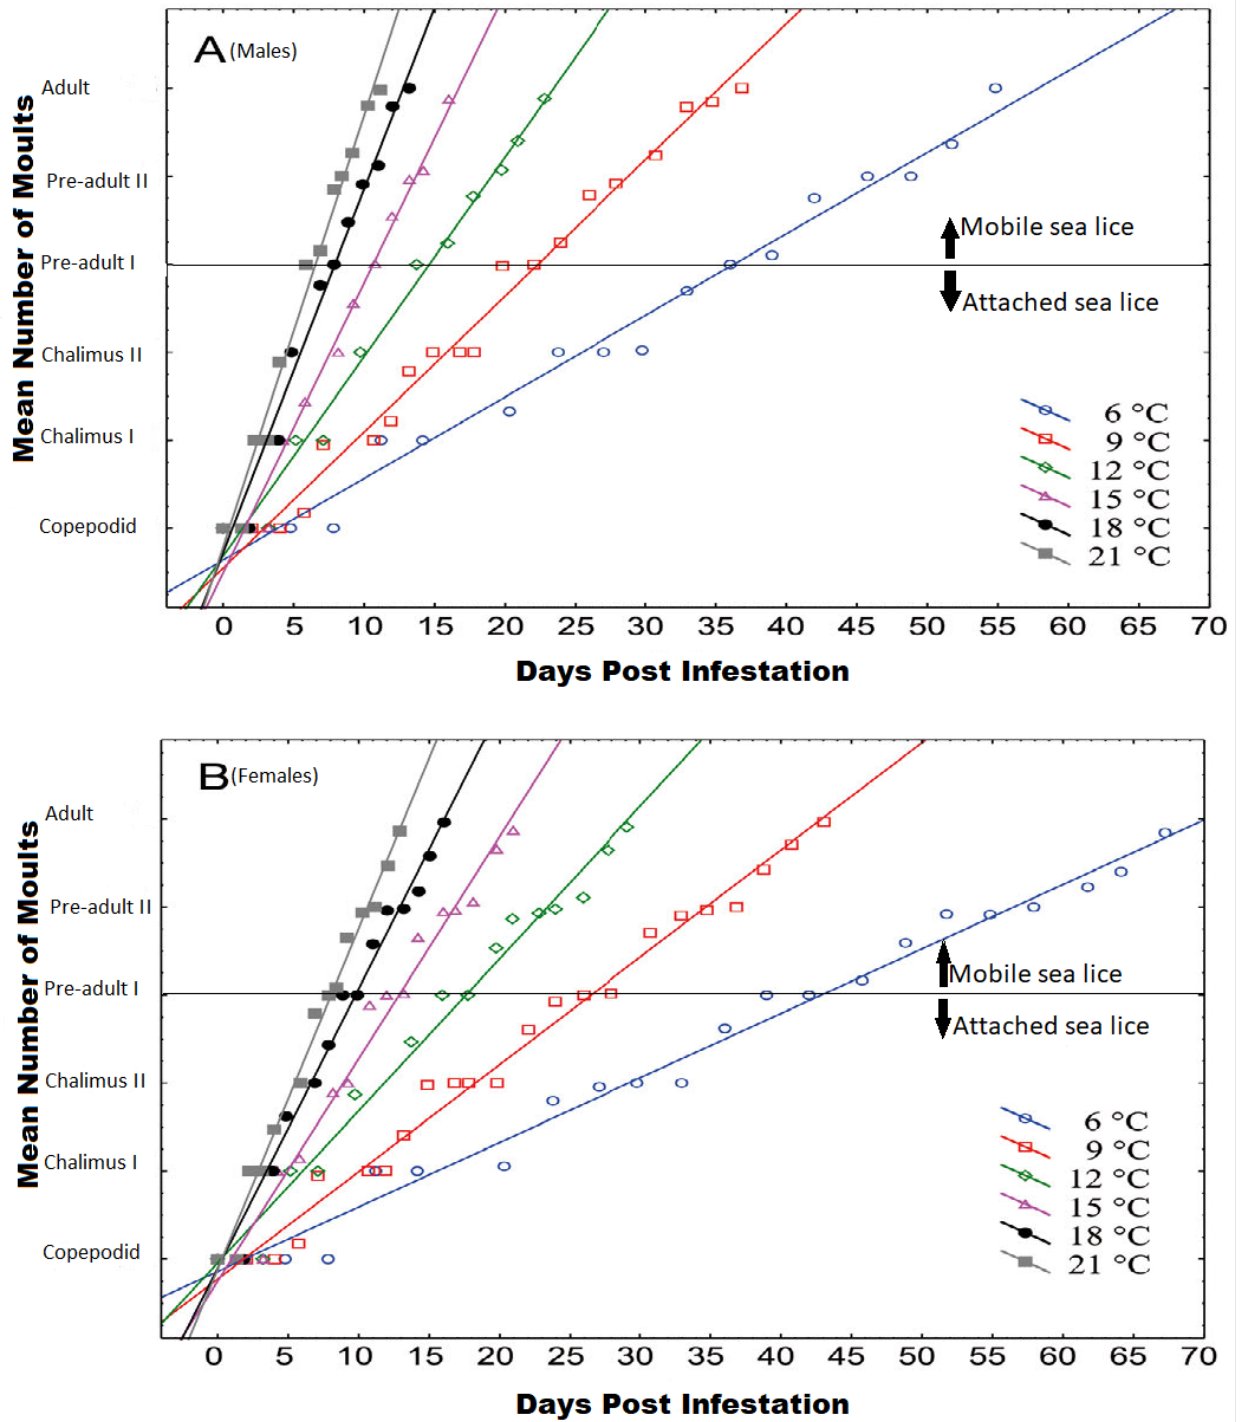 A (Males)
Mean Number of Moults
Adult
Pre-adult II
Pre-adult I
Chalimus II
Chalimus I
Copepodid
Mobile sea lice
Attached sea lice
6 °C
9 °C
12 °C
15 °C
18 °C
21 °C
0 5 10 15 20 25 30 35 40 45 50 55 60 65 70
Days Post Infestation
B (Females)
Mean Number of Moults
Adult
Pre-adult II
Pre-adult I
Chalimus II
Chalimus I
Copepodid
Mobile sea lice
Attached sea lice
6 °C
9 °C
12 °C
15 °C
18 °C
21 °C
0 5 10 15 20 25 30 35 40 45 50 55 60 65 70
Days Post Infestation